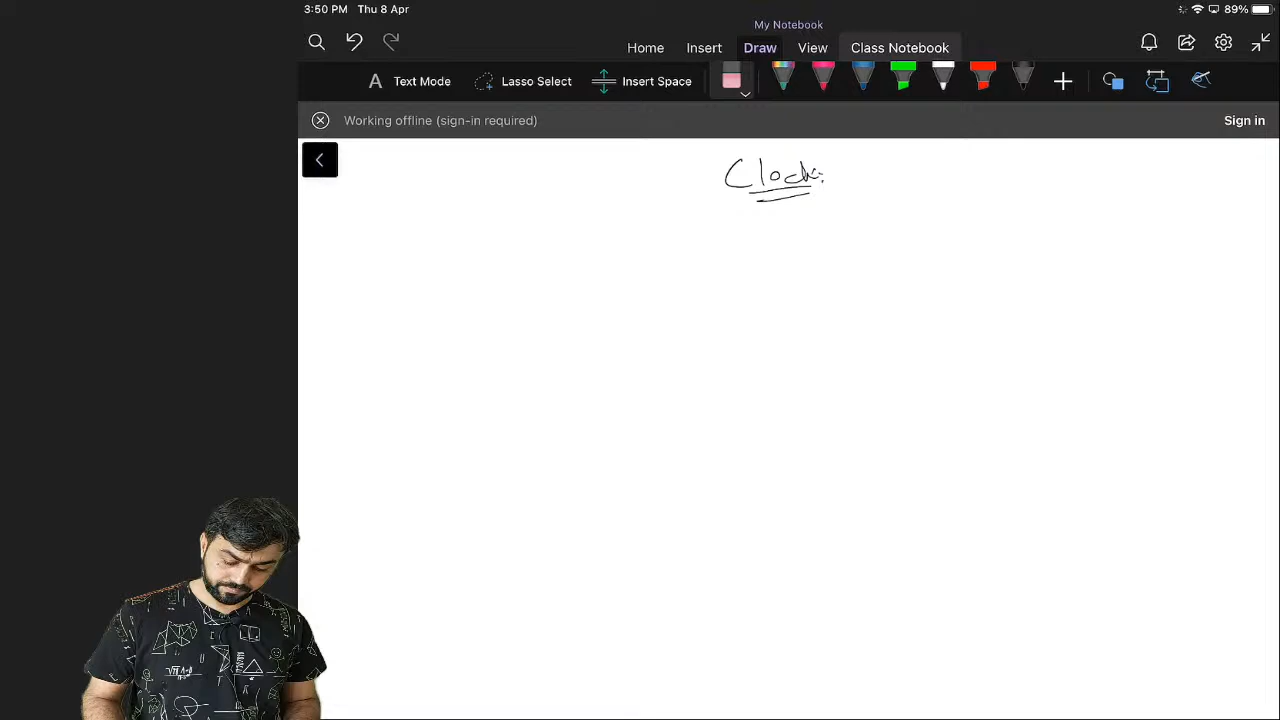 3:50 PM Thu 8 Apr 89%
My Notebook
Home Insert Draw View Class Notebook
A Text Mode Lasso Select Insert Space
Working offline (sign-in required) Sign in
Clocks